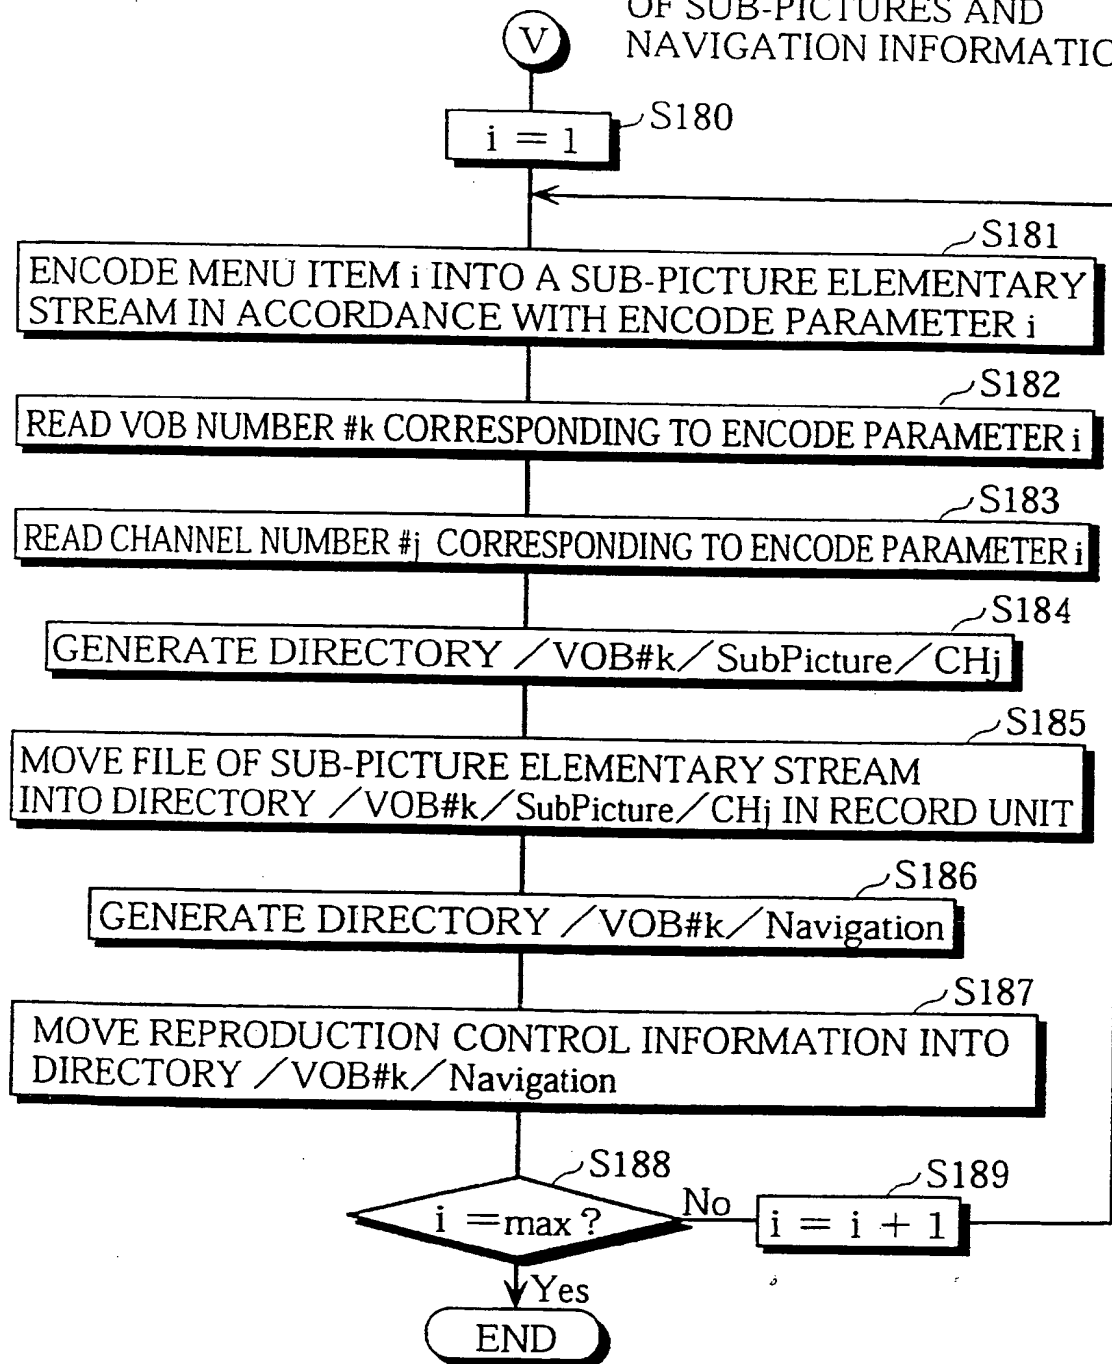 OF SUB-PICTURES AND
NAVIGATION INFORMATIO
V
S180
i = 1
S181
ENCODE MENU ITEM i INTO A SUB-PICTURE ELEMENTARY
STREAM IN ACCORDANCE WITH ENCODE PARAMETER i
S182
READ VOB NUMBER #k CORRESPONDING TO ENCODE PARAMETER i
S183
READ CHANNEL NUMBER #j CORRESPONDING TO ENCODE PARAMETER i
S184
GENERATE DIRECTORY /VOB#k/SubPicture/CHj
S185
MOVE FILE OF SUB-PICTURE ELEMENTARY STREAM
INTO DIRECTORY /VOB#k/SubPicture/CHj IN RECORD UNIT
S186
GENERATE DIRECTORY /VOB#k/Navigation
S187
MOVE REPRODUCTION CONTROL INFORMATION INTO
DIRECTORY /VOB#k/Navigation
S188
S189
i =max ?
No
i = i + 1
Yes
END